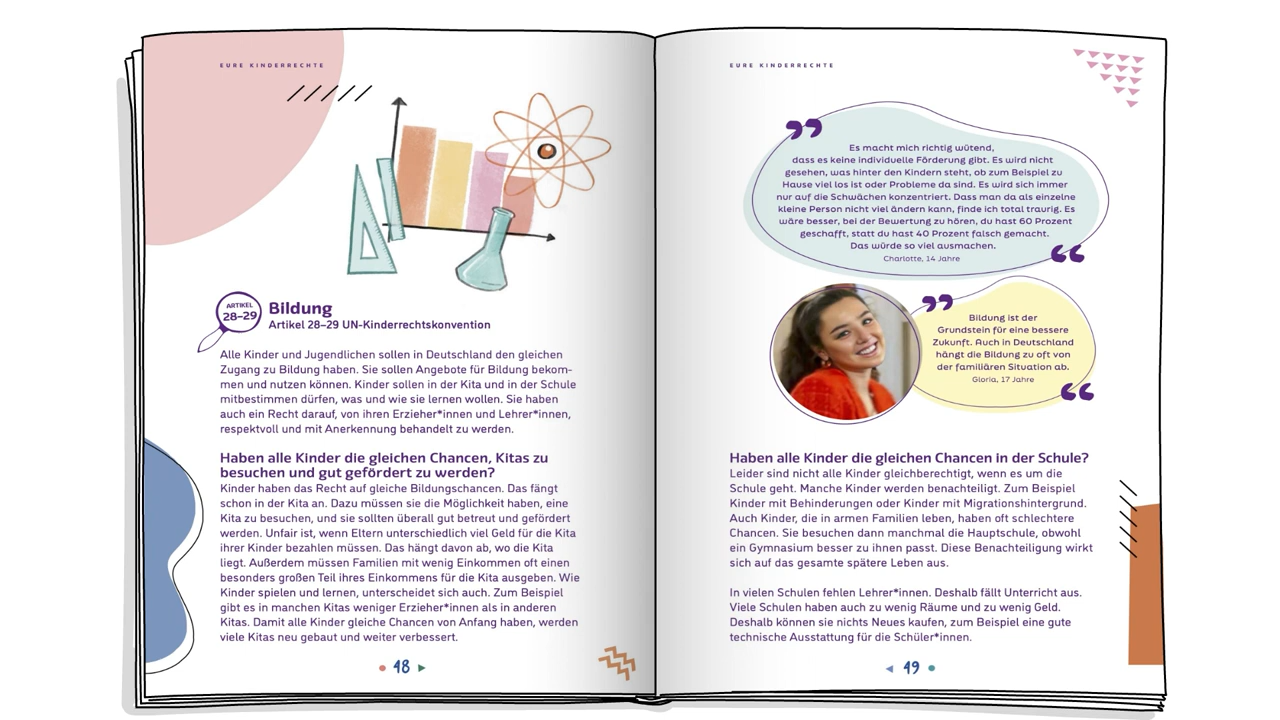 EURE KINDERRECHTE
ARTIKEL
28–29
Bildung
Artikel 28–29 UN-Kinderrechtskonvention
Alle Kinder und Jugendlichen sollen in Deutschland den gleichen
Zugang zu Bildung haben. Sie sollen Angebote für Bildung bekom-
men und nutzen können. Kinder sollen in der Kita und in der Schule
mitbestimmen dürfen, was und wie sie lernen wollen. Sie haben
auch ein Recht darauf, von ihren Erzieher*innen und Lehrer*innen,
respektvoll und mit Anerkennung behandelt zu werden.
Haben alle Kinder die gleichen Chancen, Kitas zu
besuchen und gut gefördert zu werden?
Kinder haben das Recht auf gleiche Bildungschancen. Das fängt
schon in der Kita an. Dazu müssen sie die Möglichkeit haben, eine
Kita zu besuchen, und sie sollten überall gut betreut und gefördert
werden. Unfair ist, wenn Eltern unterschiedlich viel Geld für die Kita
ihrer Kinder bezahlen müssen. Das hängt davon ab, wo die Kita
liegt. Außerdem müssen Familien mit wenig Einkommen oft einen
besonders großen Teil ihres Einkommens für die Kita ausgeben. Wie
Kinder spielen und lernen, unterscheidet sich auch. Zum Beispiel
gibt es in manchen Kitas weniger Erzieher*innen als in anderen
Kitas. Damit alle Kinder gleiche Chancen von Anfang haben, werden
viele Kitas neu gebaut und weiter verbessert.
48
EURE KINDERRECHTE
Es macht mich richtig wütend,
dass es keine individuelle Förderung gibt. Es wird nicht
gesehen, was hinter den Kindern steht, ob zum Beispiel zu
Hause viel los ist oder Probleme da sind. Es wird sich immer
nur auf die Schwächen konzentriert. Dass man da als einzelne
kleine Person nicht viel ändern kann, finde ich total traurig. Es
wäre besser, bei der Bewertung zu hören, du hast 60 Prozent
geschafft, statt du hast 40 Prozent falsch gemacht.
Das würde so viel ausmachen.
Charlotte, 14 Jahre
Bildung ist der
Grundstein für eine bessere
Zukunft. Auch in Deutschland
hängt die Bildung zu oft von
der familiären Situation ab.
Gloria, 17 Jahre
Haben alle Kinder die gleichen Chancen in der Schule?
Leider sind nicht alle Kinder gleichberechtigt, wenn es um die
Schule geht. Manche Kinder werden benachteiligt. Zum Beispiel
Kinder mit Behinderungen oder Kinder mit Migrationshintergrund.
Auch Kinder, die in armen Familien leben, haben oft schlechtere
Chancen. Sie besuchen dann manchmal die Hauptschule, obwohl
ein Gymnasium besser zu ihnen passt. Diese Benachteiligung wirkt
sich auf das gesamte spätere Leben aus.
In vielen Schulen fehlen Lehrer*innen. Deshalb fällt Unterricht aus.
Viele Schulen haben auch zu wenig Räume und zu wenig Geld.
Deshalb können sie nichts Neues kaufen, zum Beispiel eine gute
technische Ausstattung für die Schüler*innen.
49